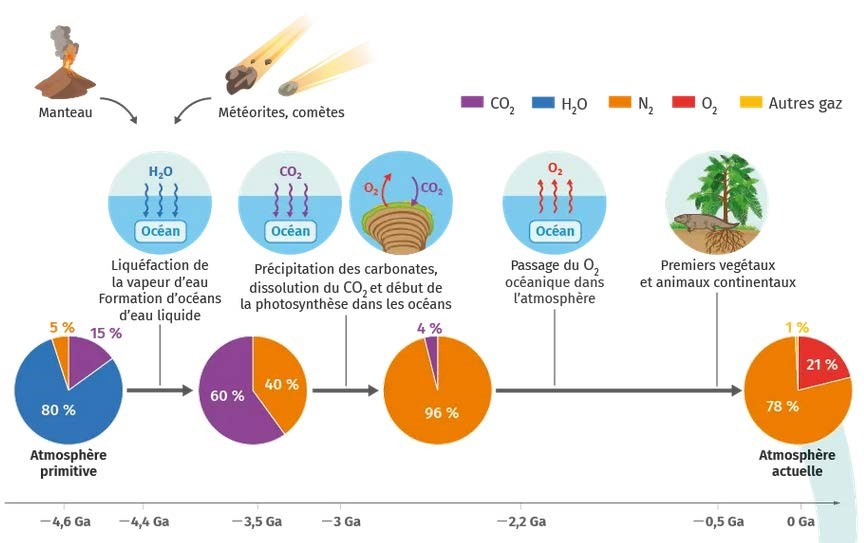 Manteau
Météorites, comètes
CO₂
H₂O
N₂
O₂
Autres gaz
H₂O
Océan
CO₂
Océan
O₂
CO₂
O₂
Océan
Liquéfaction de
la vapeur d'eau
Formation d'océans
d'eau liquide
Précipitation des carbonates,
dissolution du CO₂ et début de
la photosynthèse dans les océans
Passage du O₂
océanique dans
l'atmosphère
Premiers vegétaux
et animaux continentaux
5 %
15 %
80 %
60 %
40 %
4 %
96 %
1 %
21 %
78 %
Atmosphère
primitive
Atmosphère
actuelle
−4,6 Ga
−4,4 Ga
−3,5 Ga
−3 Ga
−2,2 Ga
−0,5 Ga
0 Ga